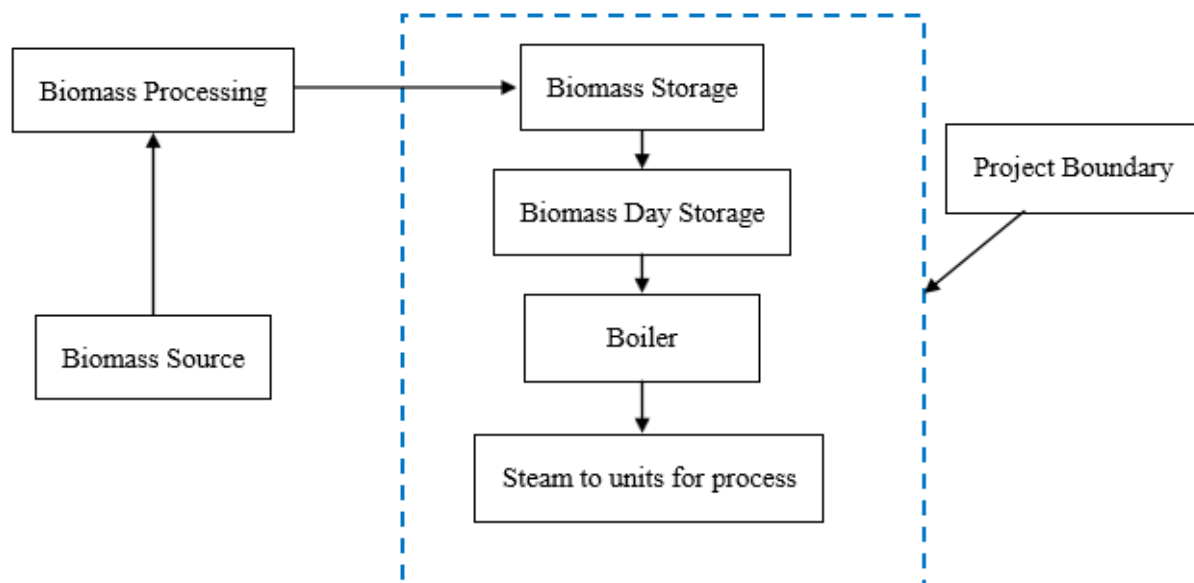 Biomass Processing
Biomass Storage
Project Boundary
Biomass Day Storage
Biomass Source
Boiler
Steam to units for process